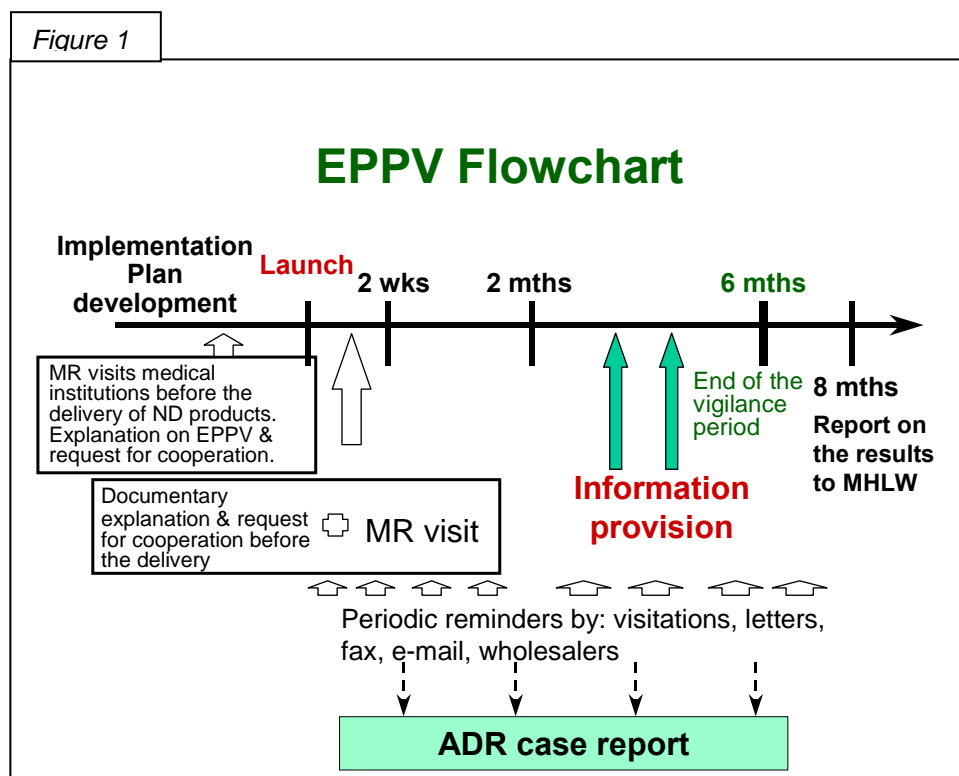 Figure 1
EPPV Flowchart
Implementation
Plan
development
Launch
2 wks
2 mths
6 mths
MR visits medical
institutions before the
delivery of ND products.
Explanation on EPPV &
request for cooperation.
End of the
vigilance
period
8 mths
Report on
the results
to MHLW
Documentary
explanation & request
for cooperation before
the delivery
MR visit
Information
provision
Periodic reminders by: visitations, letters,
fax, e-mail, wholesalers
ADR case report